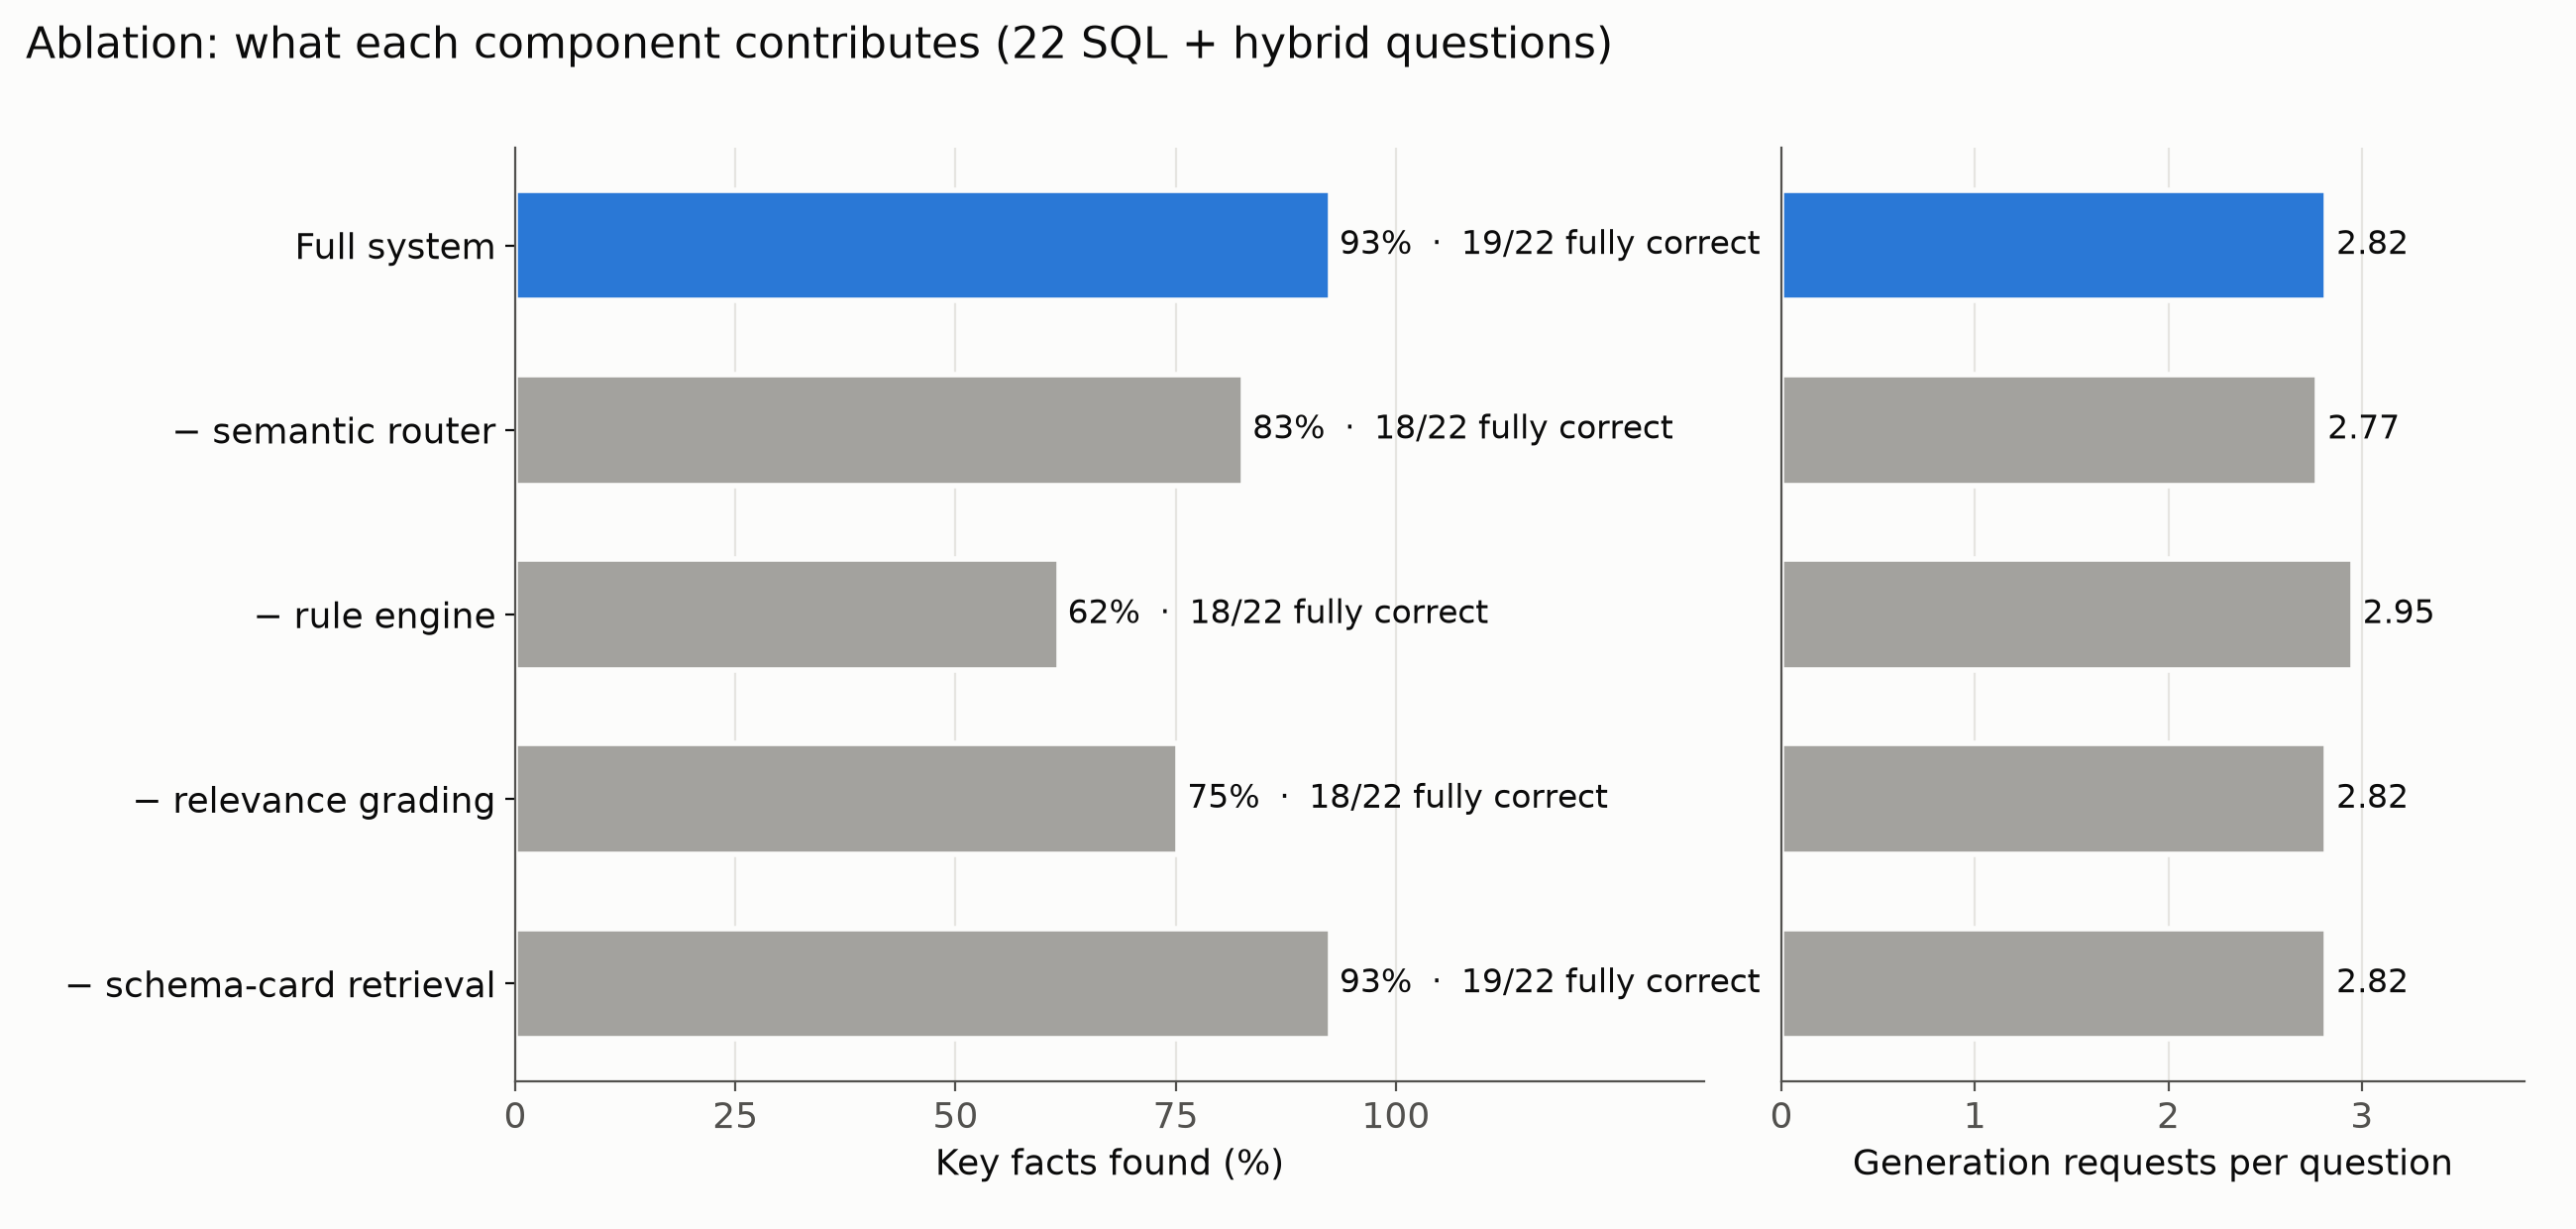 Ablation: what each component contributes (22 SQL + hybrid questions)
Full system
93% · 19/22 fully correct
2.82
− semantic router
83% · 18/22 fully correct
2.77
− rule engine
62% · 18/22 fully correct
2.95
− relevance grading
75% · 18/22 fully correct
2.82
− schema-card retrieval
93% · 19/22 fully correct
2.82
0 25 50 75 100
0 1 2 3
Key facts found (%)
Generation requests per question